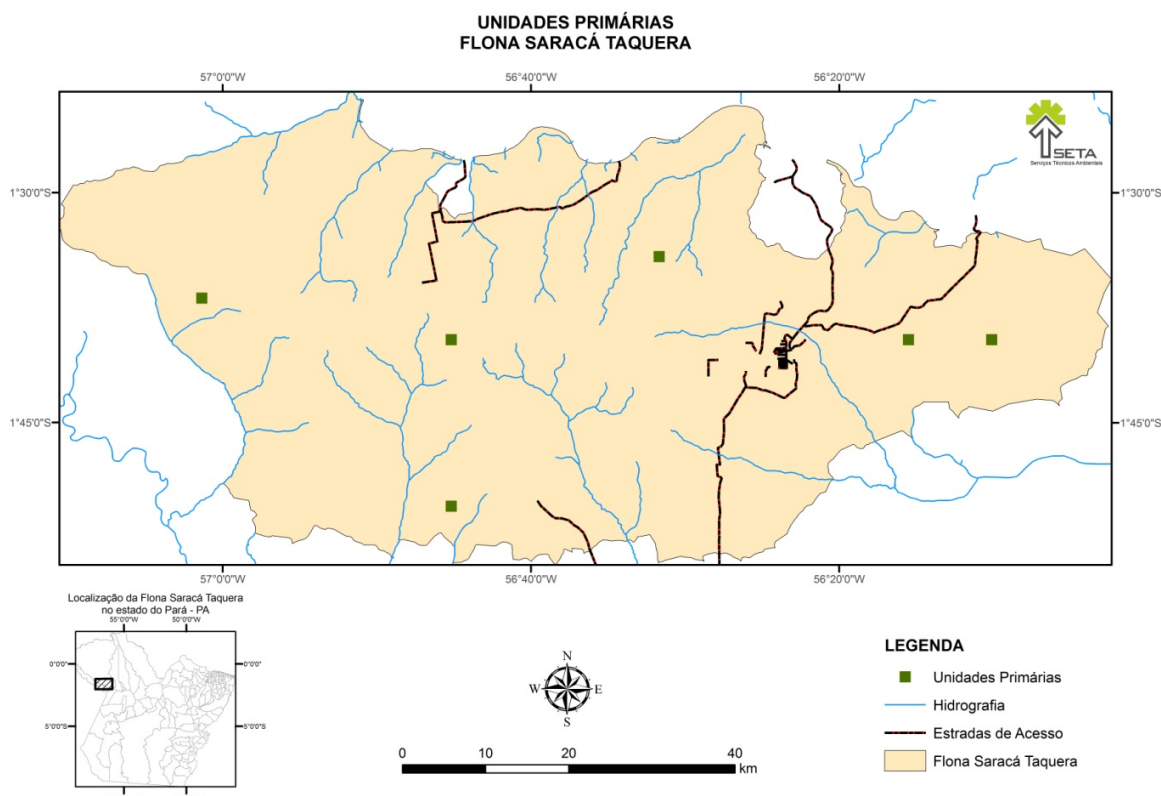 UNIDADES PRIMÁRIAS
FLONA SARACÁ TAQUERA
57°0'0"W 56°40'0"W 56°20'0"W
SETA
Serviços Técnicos Ambientais
1°30'0"S 1°30'0"S
1°45'0"S 1°45'0"S
57°0'0"W 56°40'0"W 56°20'0"W
Localização da Flona Saracá Taquera
no estado do Pará - PA
55°0'0"W 50°0'0"W
0°0'0" 0°0'0"
5°0'0"S 5°0'0"S
N
W E
S
0 10 20 40
km
LEGENDA
Unidades Primárias
Hidrografia
Estradas de Acesso
Flona Saracá Taquera